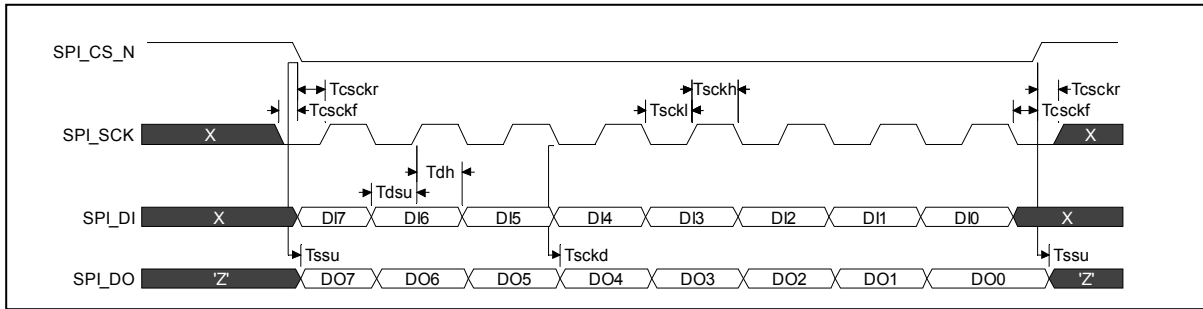 SPI_CS_N
Tcsckr
Tsckh
Tcsckr
Tcsckf
Tsckl
Tcsckf
SPI_SCK
X
X
Tdh
Tdsu
SPI_DI
X
DI7
DI6
DI5
DI4
DI3
DI2
DI1
DI0
X
Tssu
Tsckd
Tssu
SPI_DO
'Z'
DO7
DO6
DO5
DO4
DO3
DO2
DO1
DO0
'Z'